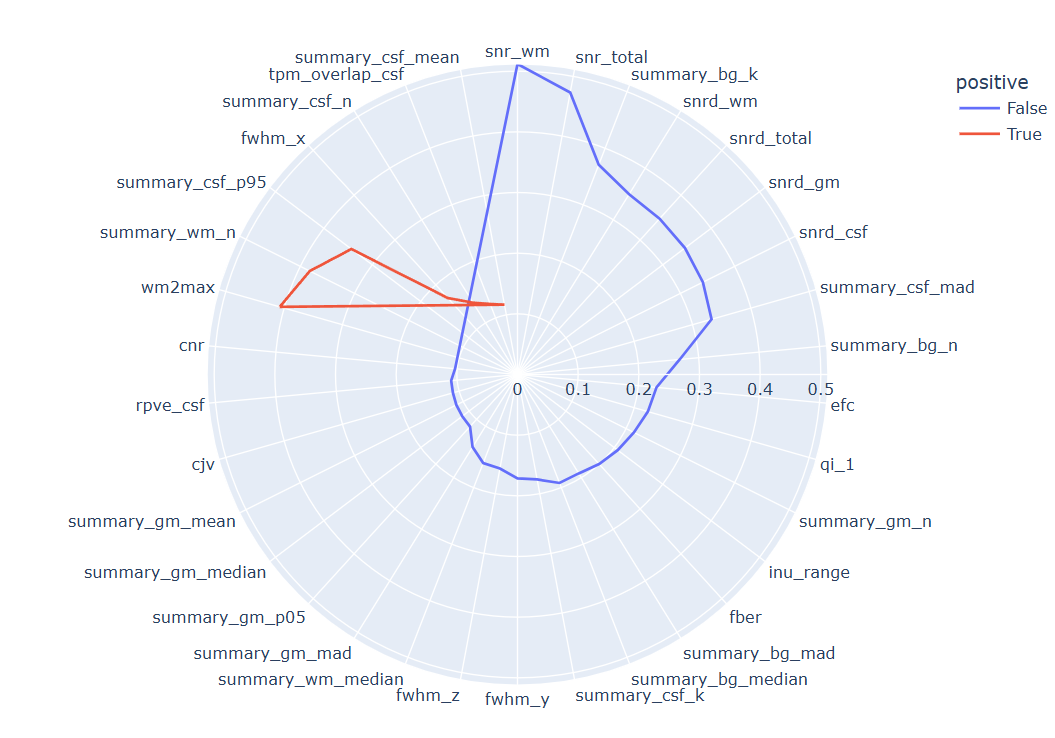 snr_wm
snr_total
summary_bg_k
snrd_wm
snrd_total
snrd_gm
snrd_csf
summary_csf_mad
summary_bg_n
efc
qi_1
summary_gm_n
inu_range
fber
summary_bg_mad
summary_bg_median
summary_csf_k
fwhm_y
fwhm_z
summary_wm_median
summary_gm_mad
summary_gm_p05
summary_gm_median
summary_gm_mean
cjv
rpve_csf
cnr
wm2max
summary_wm_n
summary_csf_p95
fwhm_x
summary_csf_n
tpm_overlap_csf
summary_csf_mean
0 0.1 0.2 0.3 0.4 0.5
positive
False
True